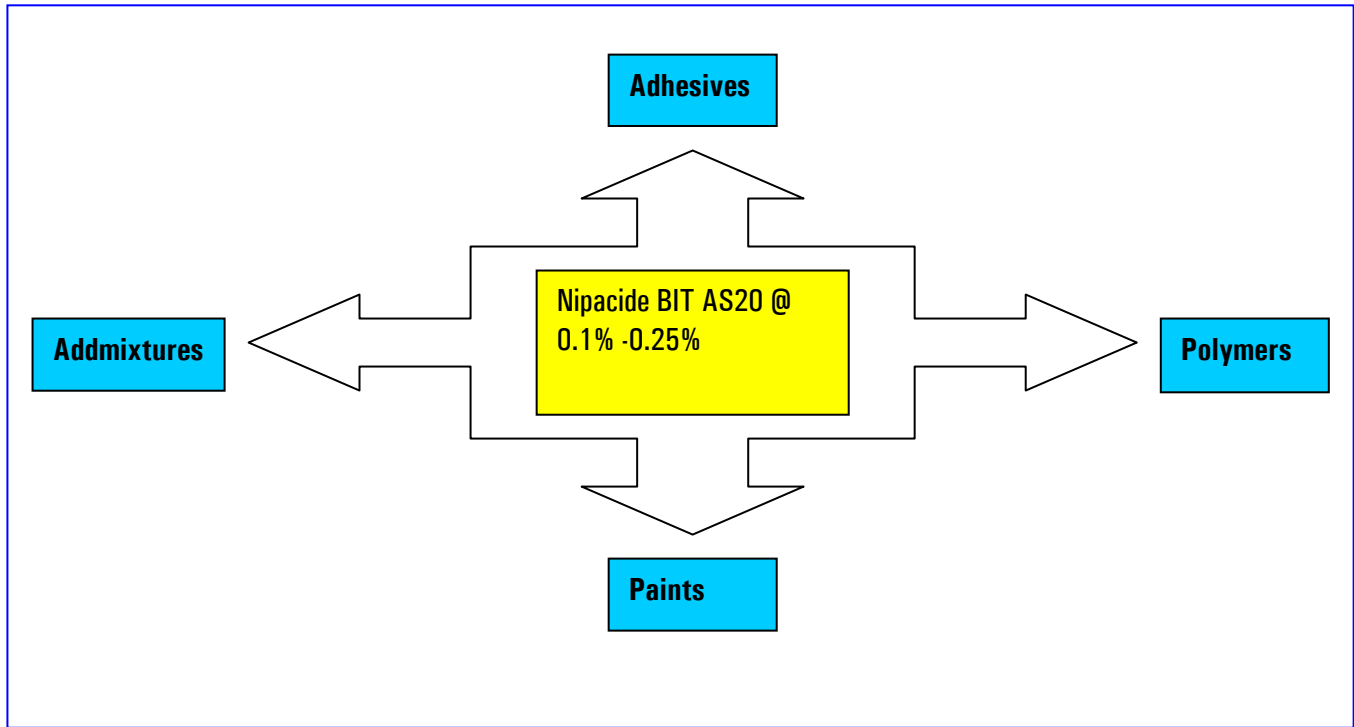 Adhesives
Nipacide BIT AS20 @
0.1% -0.25%
Addmixtures
Polymers
Paints